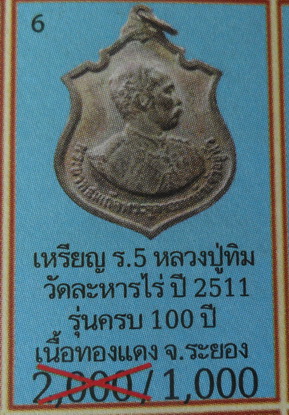 6
เหรียญ ร.5 หลวงปู่ทิม
วัดละหารไร่ ปี 2511
รุ่นครบ 100 ปี
เนื้อทองแดง จ.ระยอง
2,000/1,000